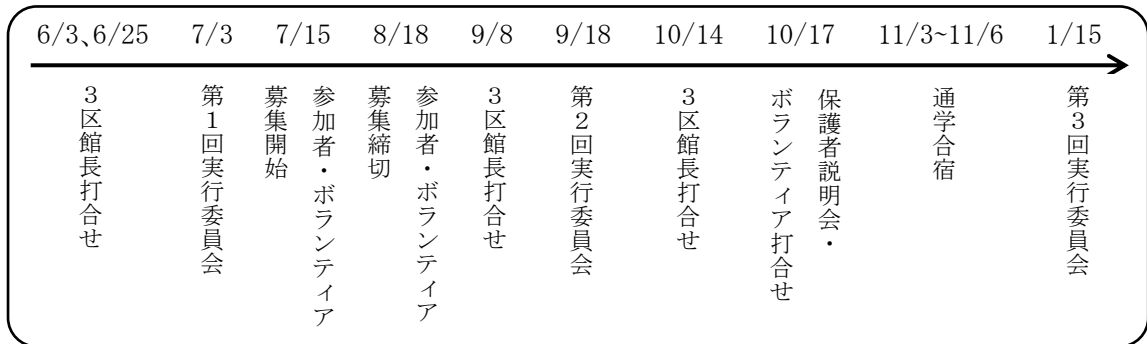 6/3、6/25 7/3 7/15 8/18 9/8 9/18 10/14 10/17 11/3~11/6 1/15
3区館長打合せ
第1回実行委員会
参加者・ボランティア
募集開始
参加者・ボランティア
募集締切
3区館長打合せ
第2回実行委員会
3区館長打合せ
保護者説明会・
ボランティア打合せ
通学合宿
第3回実行委員会